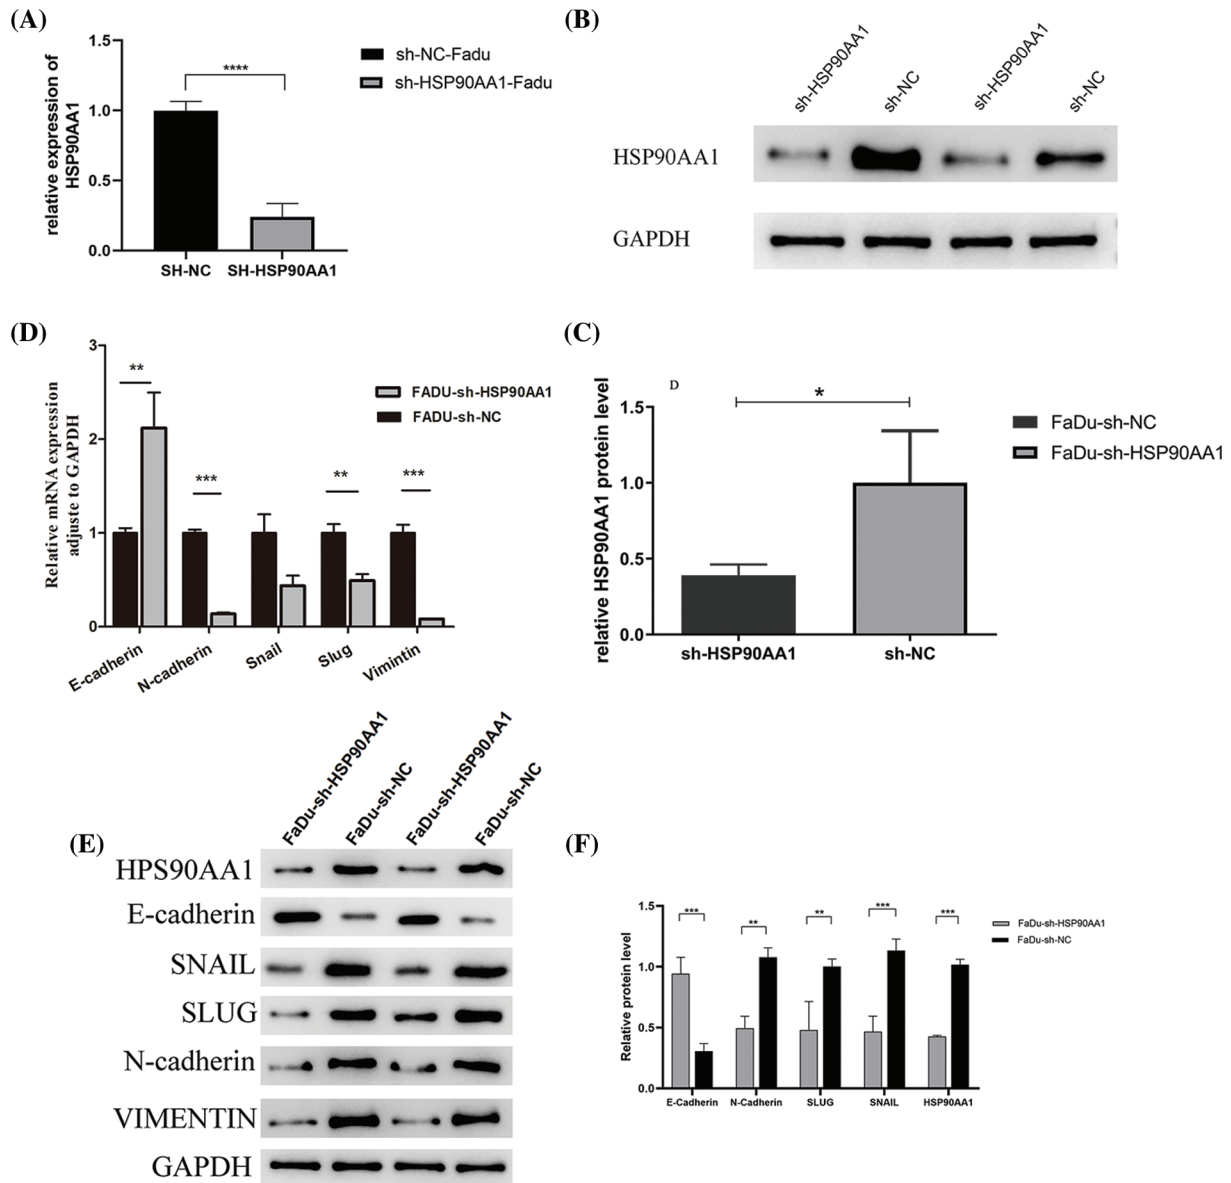 (A)
relative expression of
HSP90AA1
1.5
1.0
0.5
0.0
****
SH-NC SH-HSP90AA1
sh-NC-Fadu
sh-HSP90AA1-Fadu
(B)
sh-HSP90AA1
sh-NC
sh-HSP90AA1
sh-NC
HSP90AA1
GAPDH
(D)
Relative mRNA expression
adjuste to GAPDH
3
2
1
0
**
***
**
***
FADU-sh-HSP90AA1
FADU-sh-NC
E-cadherin
N-cadherin
Snail
Slug
Vimintin
(C)
D
relative HSP90AA1 protein level
1.5
1.0
0.5
0.0
*
sh-HSP90AA1
sh-NC
FaDu-sh-NC
FaDu-sh-HSP90AA1
(E)
FaDu-sh-HSP90AA1
FaDu-sh-NC
FaDu-sh-HSP90AA1
FaDu-sh-NC
HPS90AA1
E-cadherin
SNAIL
SLUG
N-cadherin
VIMENTIN
GAPDH
(F)
Relative protein level
1.5
1.0
0.5
0.0
***
**
**
***
***
E-Cadherin
N-Cadherin
SLUG
SNAIL
HSP90AA1
FaDu-sh-HSP90AA1
FaDu-sh-NC